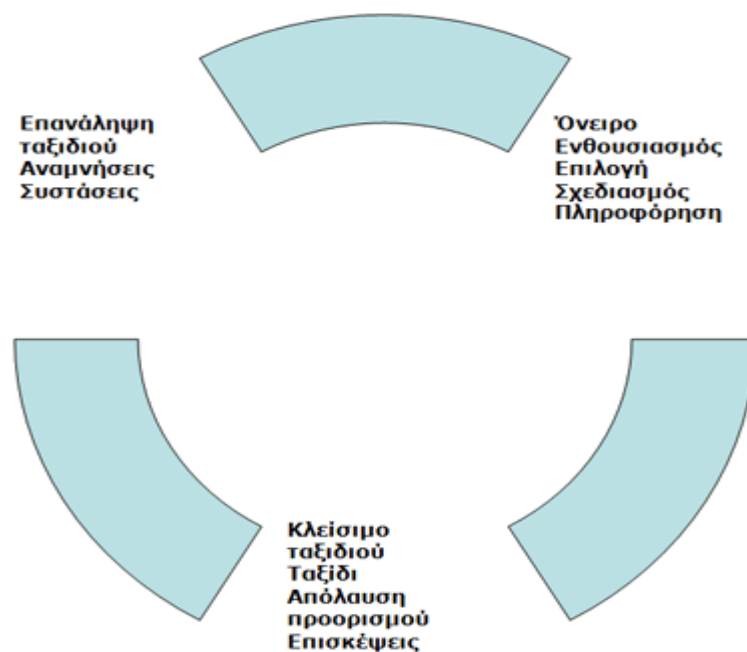 Επανάληψη
ταξιδιού
Αναμνήσεις
Συστάσεις
Όνειρο
Ενθουσιασμός
Επιλογή
Σχεδιασμός
Πληροφόρηση
Κλείσιμο
ταξιδιού
Ταξίδι
Απόλαυση
προορισμού
Επισκέψεις